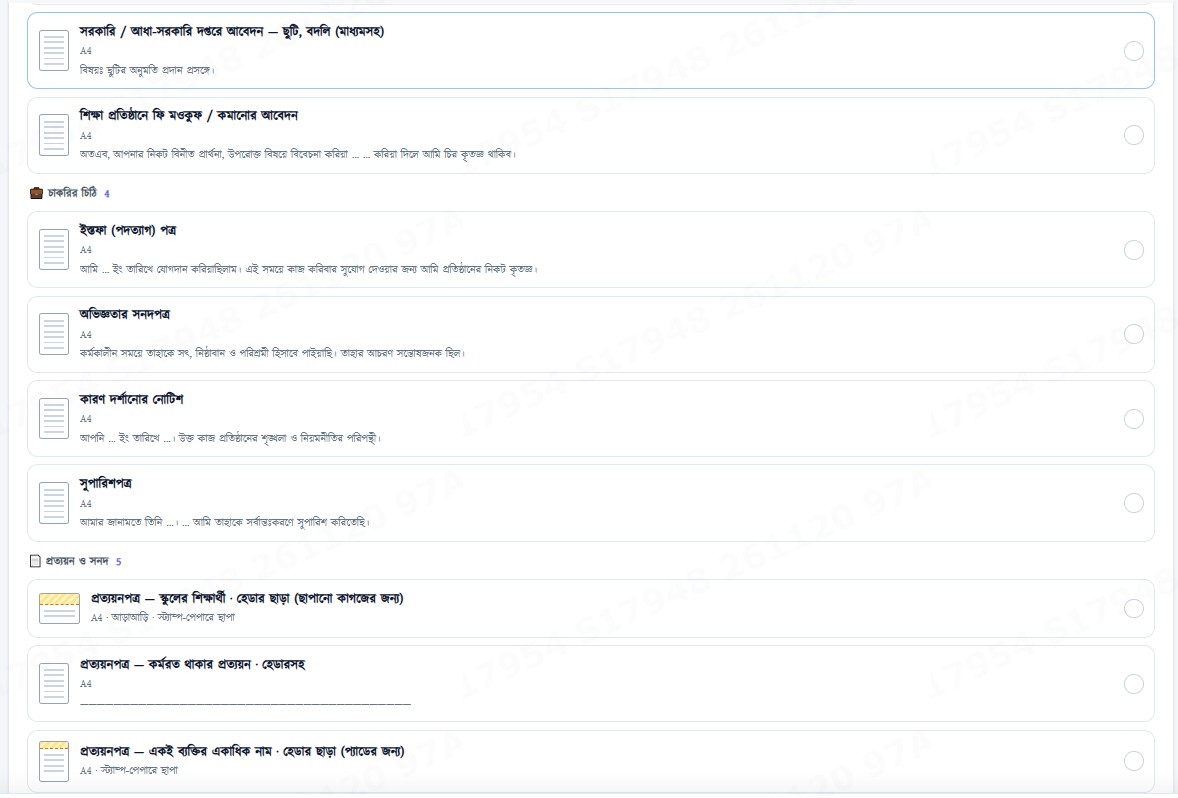 সরকারি / আধা-সরকারি দপ্তরে আবেদন — ছুটি, বদলি (মাধ্যমসহ)
A4
বিষয়ঃ ছুটির অনুমতি প্রদান প্রসঙ্গে।
শিক্ষা প্রতিষ্ঠানে ফি মওকুফ / কমানোর আবেদন
A4
অতএব, আপনার নিকট বিনীত প্রার্থনা, উপরোক্ত বিষয়ে বিবেচনা করিয়া ... ... করিয়া দিলে আমি চির কৃতজ্ঞ থাকিব।
চাকরির চিঠি 4
ইস্তফা (পদত্যাগ) পত্র
A4
আমি ... ইং তারিখে যোগদান করিয়াছিলাম। এই সময়ে কাজ করিবার সুযোগ দেওয়ার জন্য আমি প্রতিষ্ঠানের নিকট কৃতজ্ঞ।
অভিজ্ঞতার সনদপত্র
A4
কর্মকালীন সময়ে তাহাকে সৎ, নিষ্ঠাবান ও পরিশ্রমী হিসাবে পাইয়াছি। তাহার আচরণ সন্তোষজনক ছিল।
কারণ দর্শানোর নোটিশ
A4
আপনি ... ইং তারিখে ...। উক্ত কাজ প্রতিষ্ঠানের শৃঙ্খলা ও নিয়মনীতির পরিপন্থী।
সুপারিশপত্র
A4
আমার জানামতে তিনি ...। ... আমি তাহাকে সর্বান্তঃকরণে সুপারিশ করিতেছি।
প্রত্যয়ন ও সনদ 5
প্রত্যয়নপত্র — স্কুলের শিক্ষার্থী · হেডার ছাড়া (ছাপানো কাগজের জন্য)
A4 · আড়াআড়ি · স্ট্যাম্প-পেপারে ছাপা
প্রত্যয়নপত্র — কর্মরত থাকার প্রত্যয়ন · হেডারসহ
A4
প্রত্যয়নপত্র — একই ব্যক্তির একাধিক নাম · হেডার ছাড়া (প্যাডের জন্য)
A4 · স্ট্যাম্প-পেপারে ছাপা
17954 S17948 261120 97A